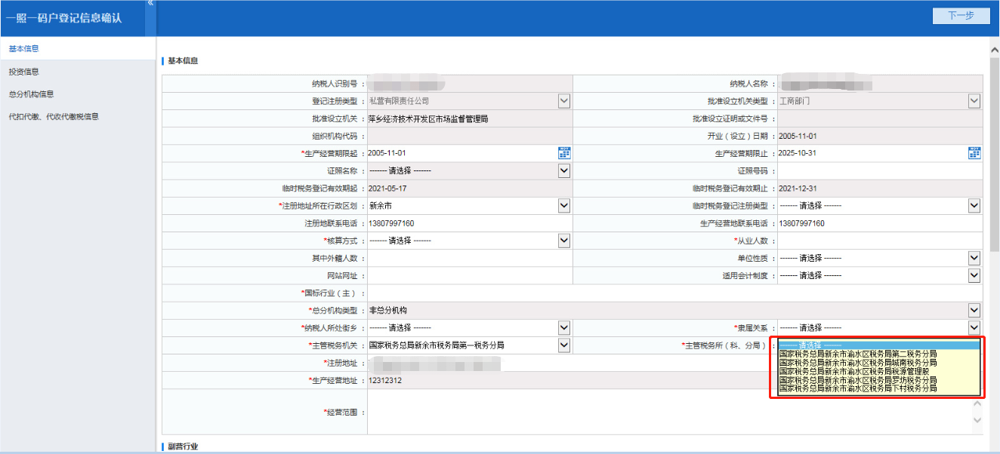 一照一码户登记信息确认
«
下一步
基本信息
投资信息
总分机构信息
代扣代缴、代收代缴税信息
基本信息
纳税人识别号： 纳税人名称：
登记注册类型：私营有限责任公司 批准设立机关类型：工商部门
批准设立机关：萍乡经济技术开发区市场监督管理局 批准设立证明或文件号：
组织机构代码： 开业（设立）日期：2005-11-01
*生产经营期限起：2005-11-01 生产经营期限止：2025-10-31
证照名称：------- 请选择 ------- 证照号码：
临时税务登记有效期起：2021-05-17 临时税务登记有效期止：2021-12-31
*注册地址所在行政区划：新余市 临时税务登记注册类型：------- 请选择 -------
注册地联系电话：13807997160 生产经营地联系电话：13807997160
*核算方式：------- 请选择 ------- *从业人数：
其中外籍人数： 单位性质：------- 请选择 -------
网站网址： 适用会计制度：------- 请选择 -------
*国标行业（主）：
*总分机构类型：非总分机构
*纳税人所处街乡：------- 请选择 ------- *隶属关系：------- 请选择 -------
*主管税务机关：国家税务总局新余市税务局第一税务分局 *主管税务所（科、分局）：------- 请选择 -------
国家税务总局新余市渝水区税务局第二税务分局
国家税务总局新余市渝水区税务局城南税务分局
国家税务总局新余市渝水区税务局税源管理股
国家税务总局新余市渝水区税务局罗坊税务分局
国家税务总局新余市渝水区税务局下村税务分局
*注册地址：
*生产经营地址：12312312
*经营范围：
副营行业